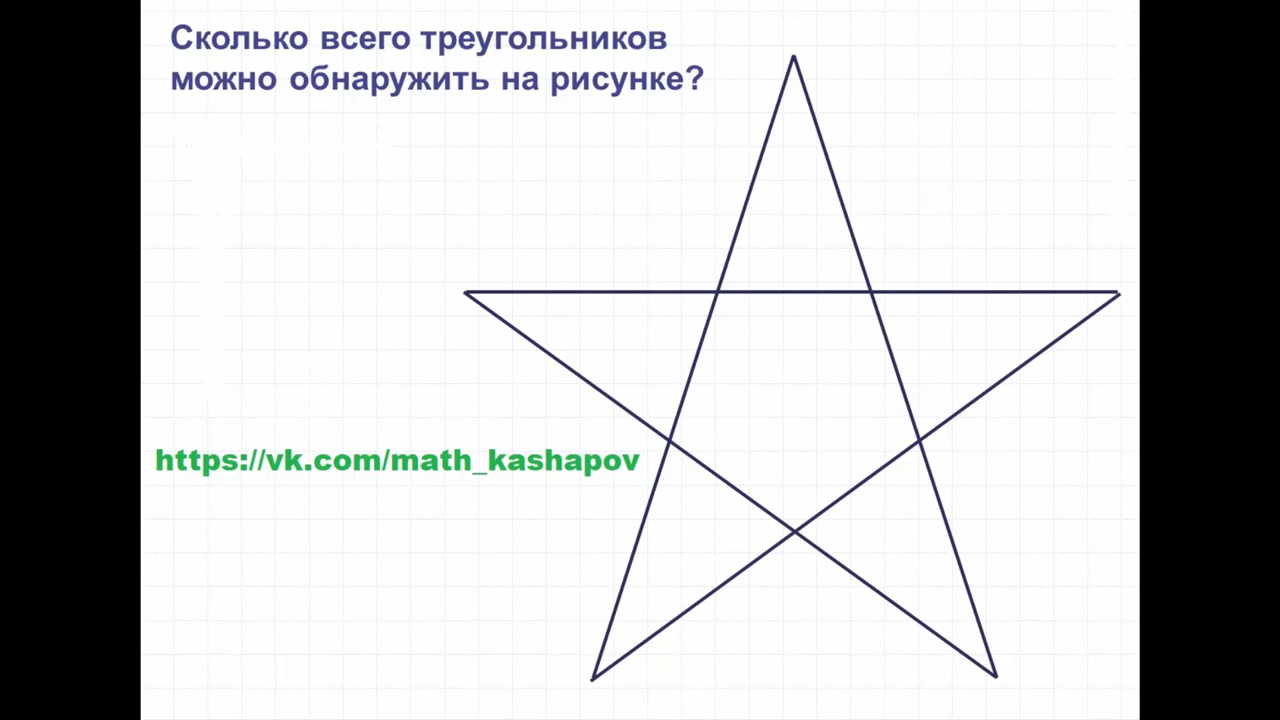 Сколько всего треугольников
можно обнаружить на рисунке?
https://vk.com/math_kashapov